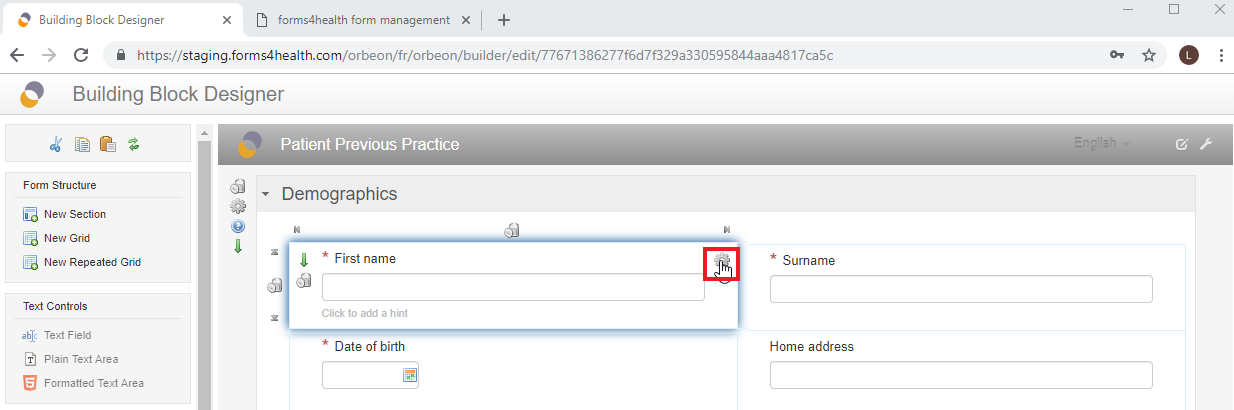 Building Block Designer
forms4health form management
https://staging.forms4health.com/orbeon/fr/orbeon/builder/edit/77671386277f6d7f329a330595844aaa4817ca5c
L
Building Block Designer
Patient Previous Practice
English
Form Structure
New Section
New Grid
New Repeated Grid
Text Controls
Text Field
Plain Text Area
Formatted Text Area
Demographics
* First name
Click to add a hint
* Surname
* Date of birth
Home address